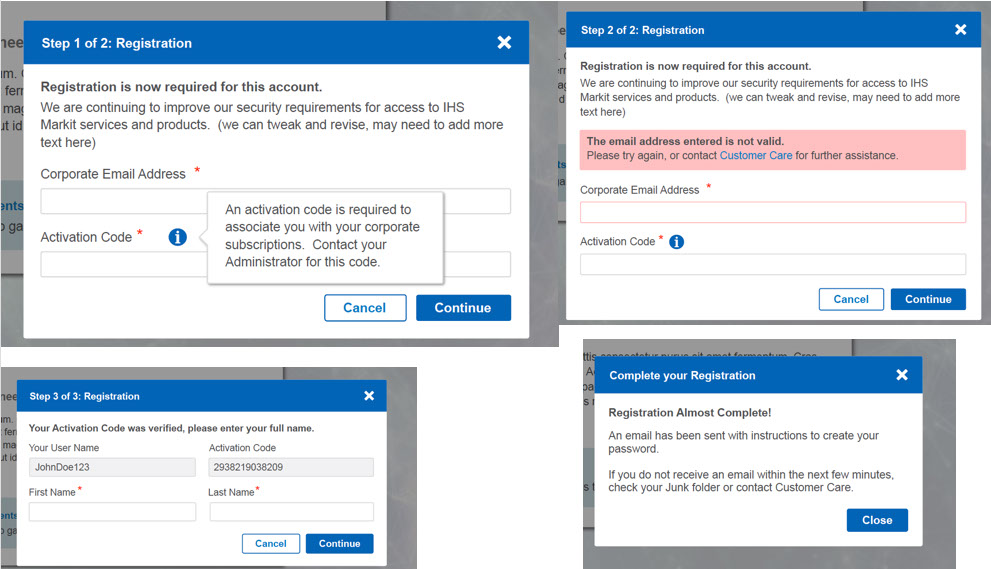 Step 1 of 2: Registration
Registration is now required for this account.
We are continuing to improve our security requirements for access to IHS
Markit services and products. (we can tweak and revise, may need to add more
text here)
Corporate Email Address *
Activation Code *
An activation code is required to
associate you with your corporate
subscriptions. Contact your
Administrator for this code.
Cancel
Continue
Step 2 of 2: Registration
Registration is now required for this account.
We are continuing to improve our security requirements for access to IHS
Markit services and products. (we can tweak and revise, may need to add more
text here)
The email address entered is not valid.
Please try again, or contact Customer Care for further assistance.
Corporate Email Address *
Activation Code *
Cancel
Continue
Step 3 of 3: Registration
Your Activation Code was verified, please enter your full name.
Your User Name
Activation Code
JohnDoe123
2938219038209
First Name *
Last Name *
Cancel
Continue
Complete your Registration
Registration Almost Complete!
An email has been sent with instructions to create your
password.
If you do not receive an email within the next few minutes,
check your Junk folder or contact Customer Care.
Close